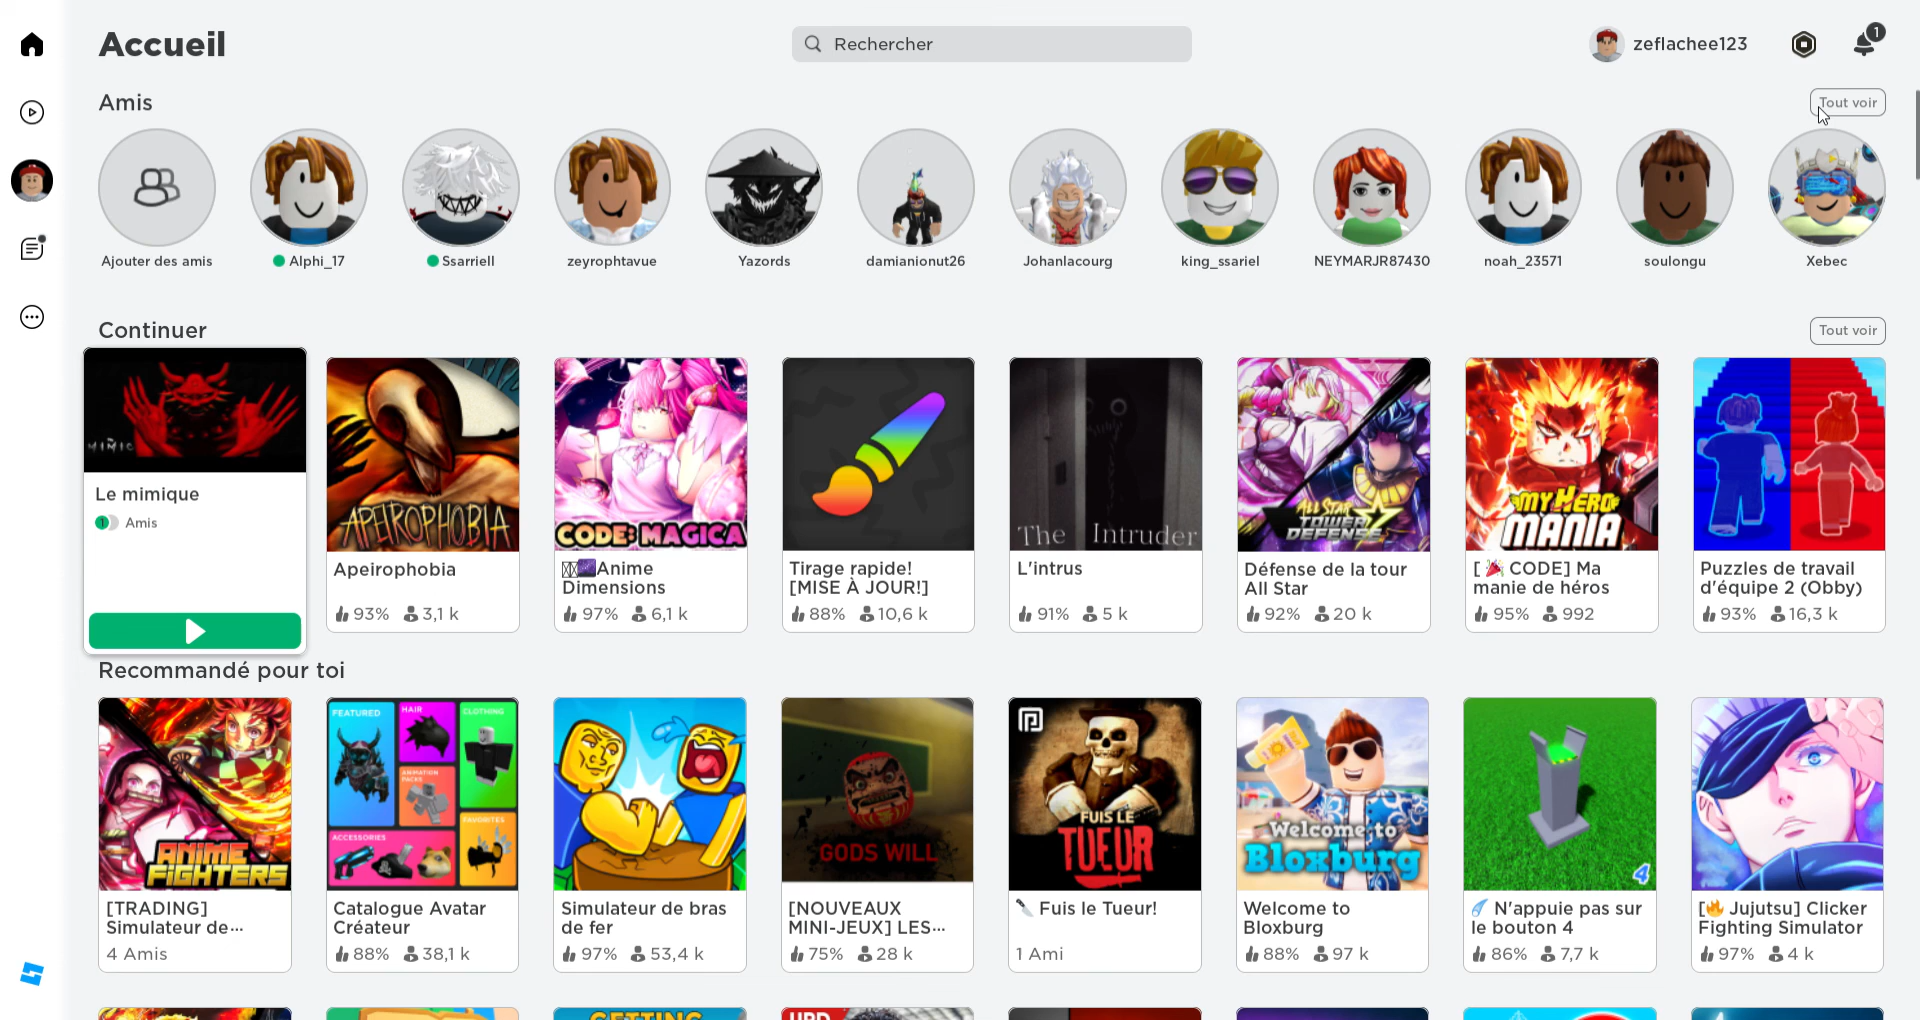 Accueil
Rechercher
zeflachee123
1
Amis
Tout voir
Ajouter des amis
Alphi_17
Ssarriell
zeyrophtavue
Yazords
damianionut26
Johanlacourg
king_ssariel
NEYMARJR87430
noah_23571
soulongu
Xebec
Continuer
Tout voir
MIMIC
Le mimique
1 Amis
APEIROPHOBIA
Apeirophobia
93% 3,1 k
CODE: MAGICA
Anime
Dimensions
97% 6,1 k
Tirage rapide!
[MISE À JOUR!]
88% 10,6 k
The Intruder
L'intrus
91% 5 k
ALL STAR
TOWER
DEFENSE
Défense de la tour
All Star
92% 20 k
MY HERO
MANIA
[🎉 CODE] Ma
manie de héros
95% 992
Puzzles de travail
d'équipe 2 (Obby)
93% 16,3 k
Recommandé pour toi
ANIME
FIGHTERS
[TRADING]
Simulateur de...
4 Amis
FEATURED
HAIR
CLOTHING
ANIMATION
PACKS
ACCESSORIES
FAVORITES
Catalogue Avatar
Créateur
88% 38,1 k
Simulateur de bras
de fer
97% 53,4 k
GODS WILL
[NOUVEAUX
MINI-JEUX] LES...
75% 28 k
FUIS LE
TUEUR
🔪 Fuis le Tueur!
1 Ami
Welcome to
Bloxburg
Welcome to
Bloxburg
88% 97 k
4
N'appuie pas sur
le bouton 4
86% 7,7 k
[🔥 Jujutsu] Clicker
Fighting Simulator
97% 4 k
GETTING
UPD